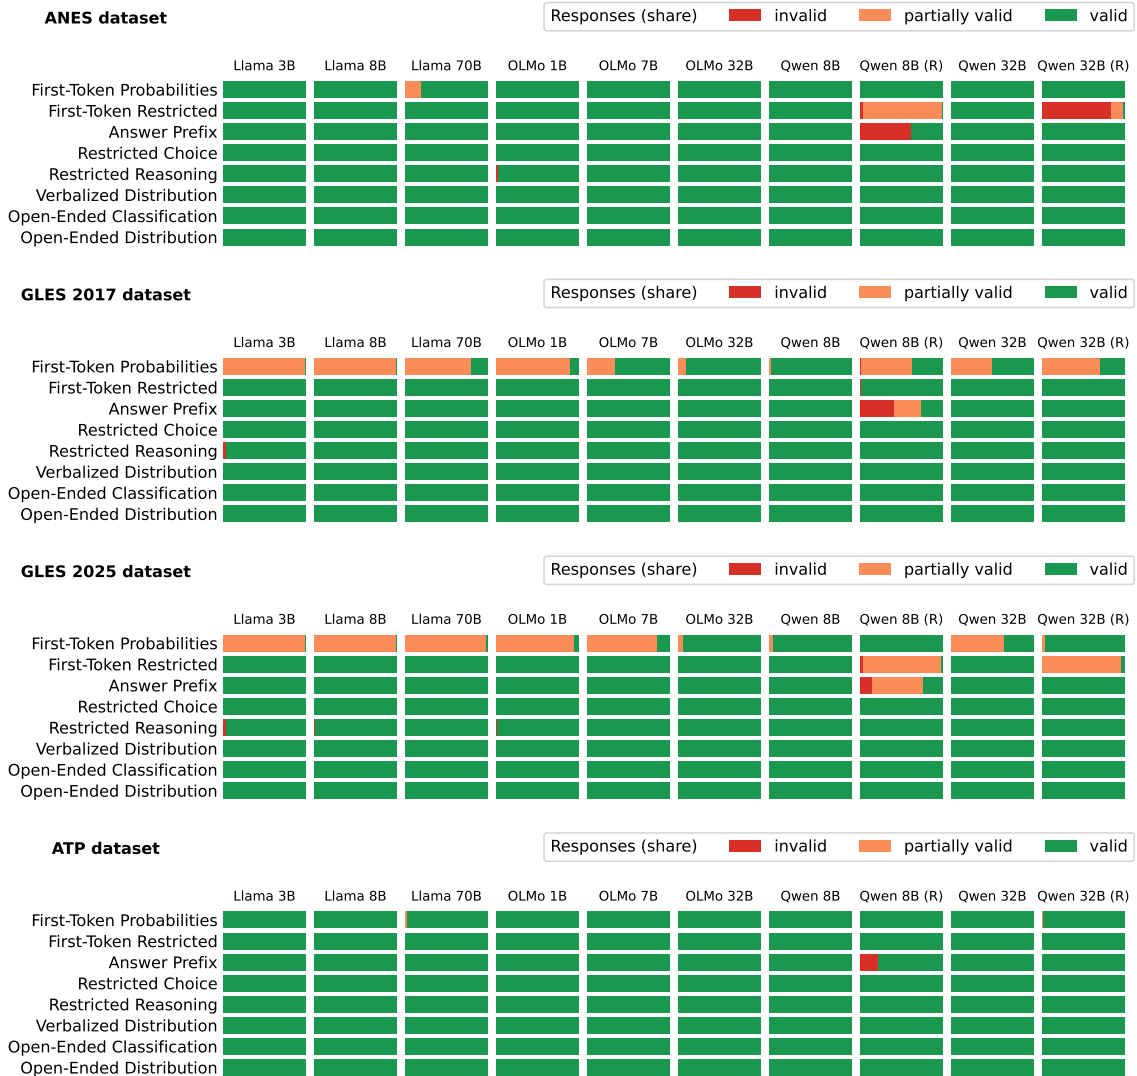 ANES dataset
Responses (share) invalid partially valid valid
Llama 3B Llama 8B Llama 70B OLMo 1B OLMo 7B OLMo 32B Qwen 8B Qwen 8B (R) Qwen 32B Qwen 32B (R)
First-Token Probabilities
First-Token Restricted
Answer Prefix
Restricted Choice
Restricted Reasoning
Verbalized Distribution
Open-Ended Classification
Open-Ended Distribution
GLES 2017 dataset
Responses (share) invalid partially valid valid
Llama 3B Llama 8B Llama 70B OLMo 1B OLMo 7B OLMo 32B Qwen 8B Qwen 8B (R) Qwen 32B Qwen 32B (R)
First-Token Probabilities
First-Token Restricted
Answer Prefix
Restricted Choice
Restricted Reasoning
Verbalized Distribution
Open-Ended Classification
Open-Ended Distribution
GLES 2025 dataset
Responses (share) invalid partially valid valid
Llama 3B Llama 8B Llama 70B OLMo 1B OLMo 7B OLMo 32B Qwen 8B Qwen 8B (R) Qwen 32B Qwen 32B (R)
First-Token Probabilities
First-Token Restricted
Answer Prefix
Restricted Choice
Restricted Reasoning
Verbalized Distribution
Open-Ended Classification
Open-Ended Distribution
ATP dataset
Responses (share) invalid partially valid valid
Llama 3B Llama 8B Llama 70B OLMo 1B OLMo 7B OLMo 32B Qwen 8B Qwen 8B (R) Qwen 32B Qwen 32B (R)
First-Token Probabilities
First-Token Restricted
Answer Prefix
Restricted Choice
Restricted Reasoning
Verbalized Distribution
Open-Ended Classification
Open-Ended Distribution